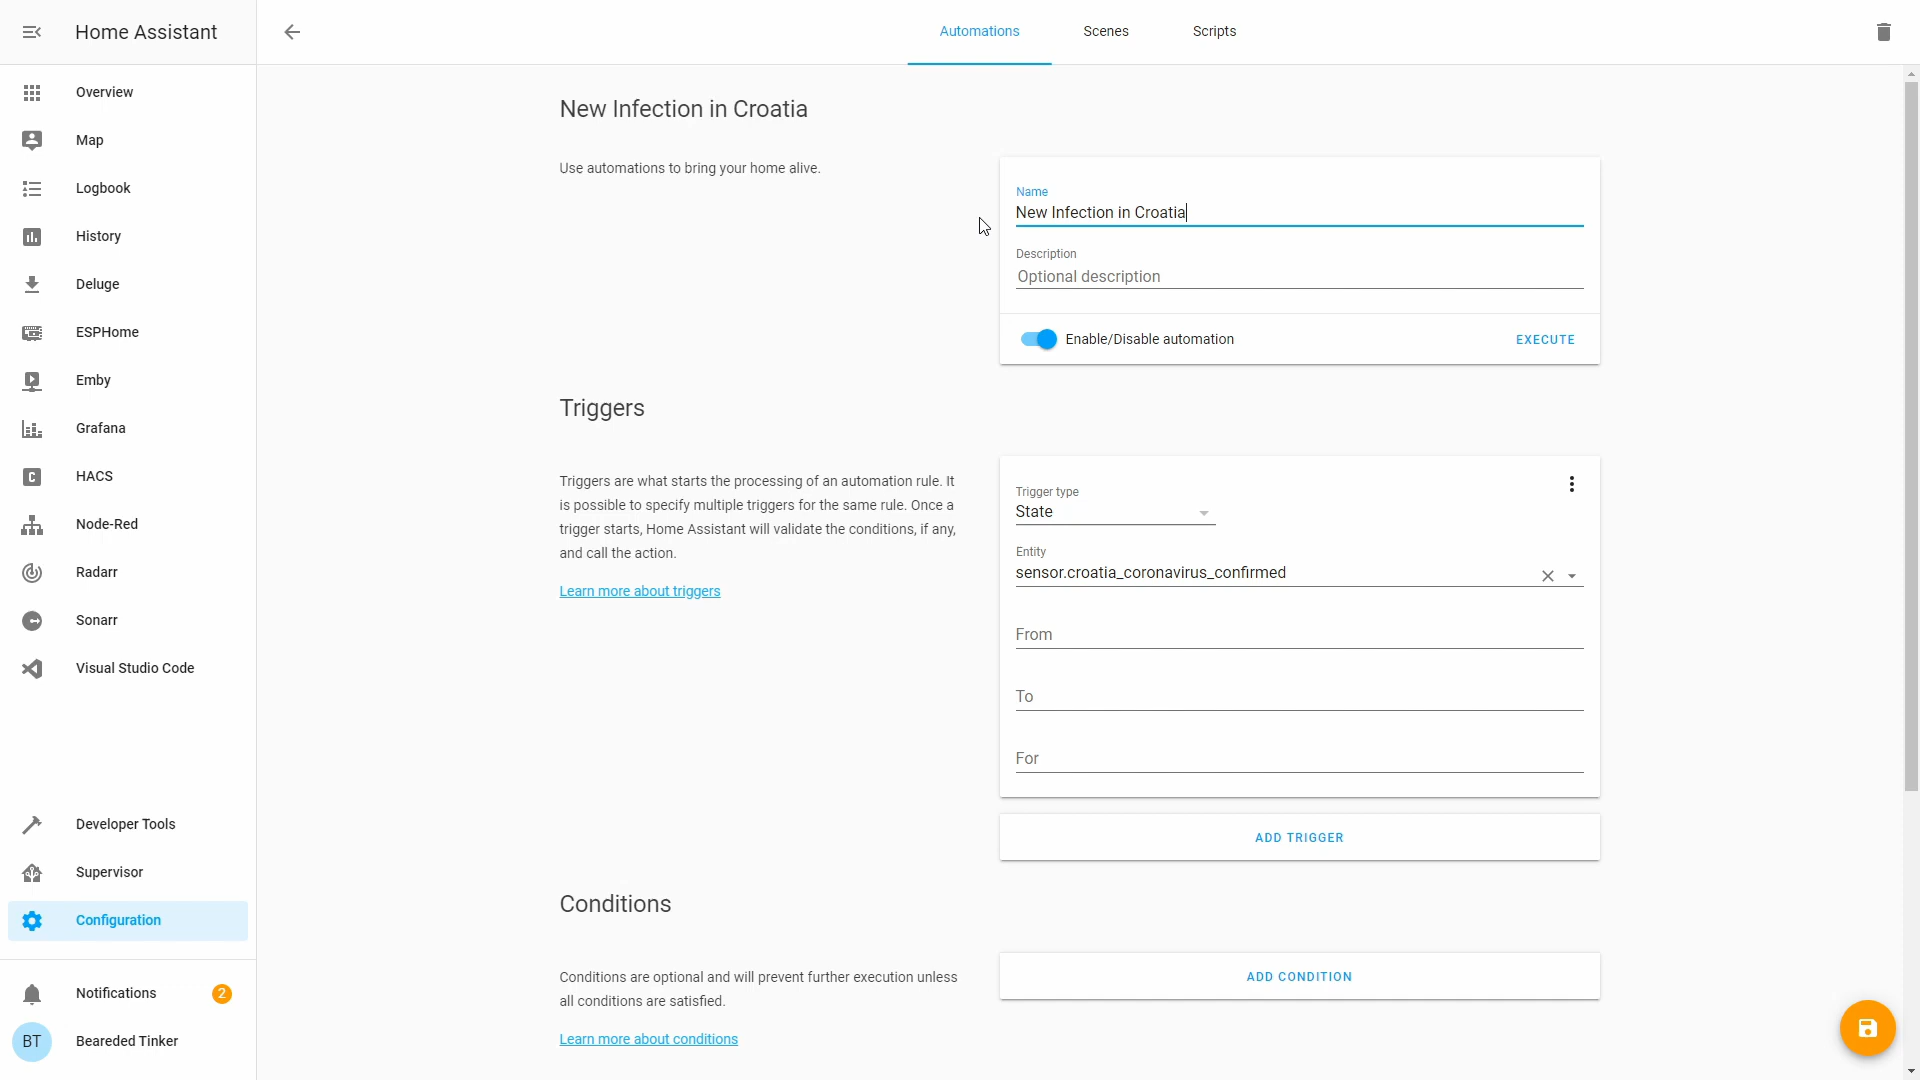 Home Assistant
Automations
Scenes
Scripts
Overview
Map
Logbook
History
Deluge
ESPHome
Emby
Grafana
HACS
Node-Red
Radarr
Sonarr
Visual Studio Code
Developer Tools
Supervisor
Configuration
Notifications
2
BT
Beareded Tinker
New Infection in Croatia
Use automations to bring your home alive.
Name
New Infection in Croatia
Description
Optional description
Enable/Disable automation
EXECUTE
Triggers
Triggers are what starts the processing of an automation rule. It
is possible to specify multiple triggers for the same rule. Once a
trigger starts, Home Assistant will validate the conditions, if any,
and call the action.
Learn more about triggers
Trigger type
State
Entity
sensor.croatia_coronavirus_confirmed
From
To
For
ADD TRIGGER
Conditions
Conditions are optional and will prevent further execution unless
all conditions are satisfied.
Learn more about conditions
ADD CONDITION